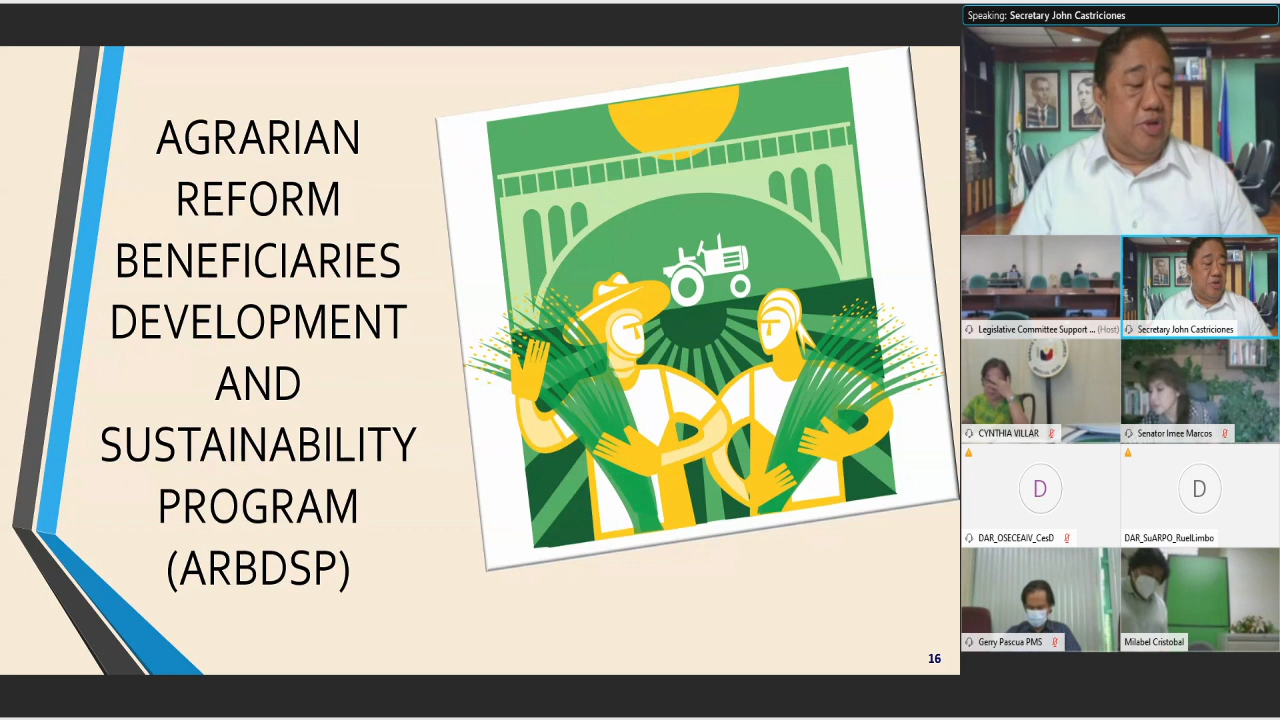 Speaking: Secretary John Castriciones
AGRARIAN
REFORM
BENEFICIARIES
DEVELOPMENT
AND
SUSTAINABILITY
PROGRAM
(ARBDSP)
16
Legislative Committee Support ... (Host)
Secretary John Castriciones
CYNTHIA VILLAR
Senator Imee Marcos
D
D
DAR_OSECEAIV_CesD
DAR_SuARPO_RuelLimbo
Gerry Pascua PMS
Milabel Cristobal